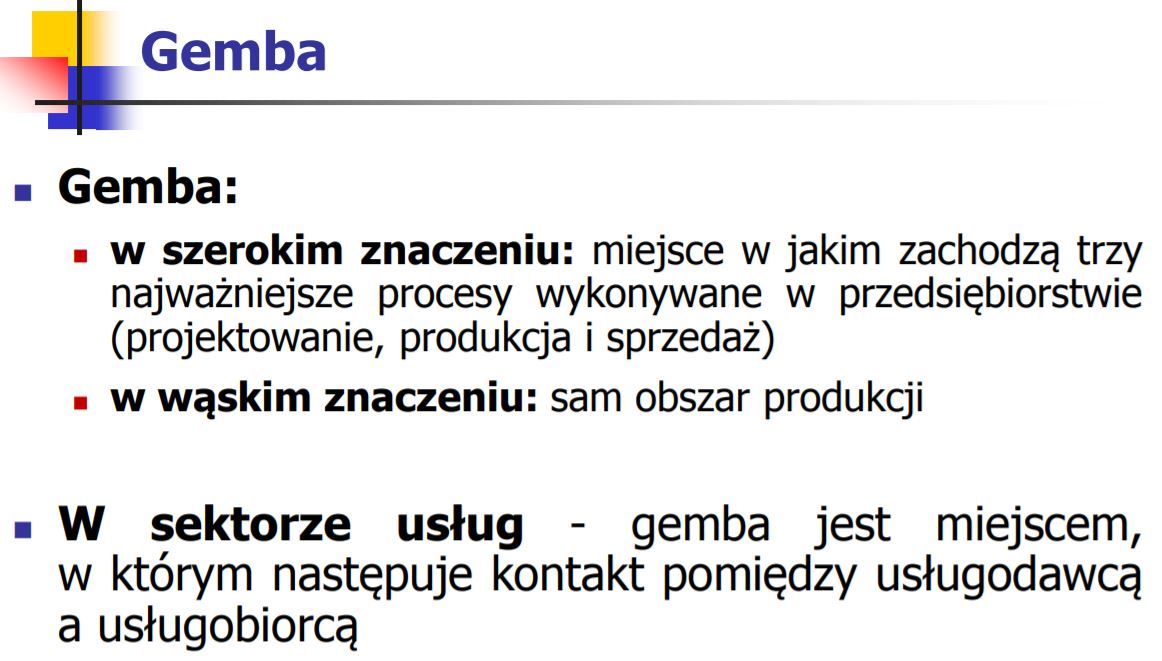 Gemba
Gemba:
w szerokim znaczeniu: miejsce w jakim zachodzą trzy
najważniejsze procesy wykonywane w przedsiębiorstwie
(projektowanie, produkcja i sprzedaż)
w wąskim znaczeniu: sam obszar produkcji
W sektorze usług - gemba jest miejscem,
w którym następuje kontakt pomiędzy usługodawcą
a usługobiorcą